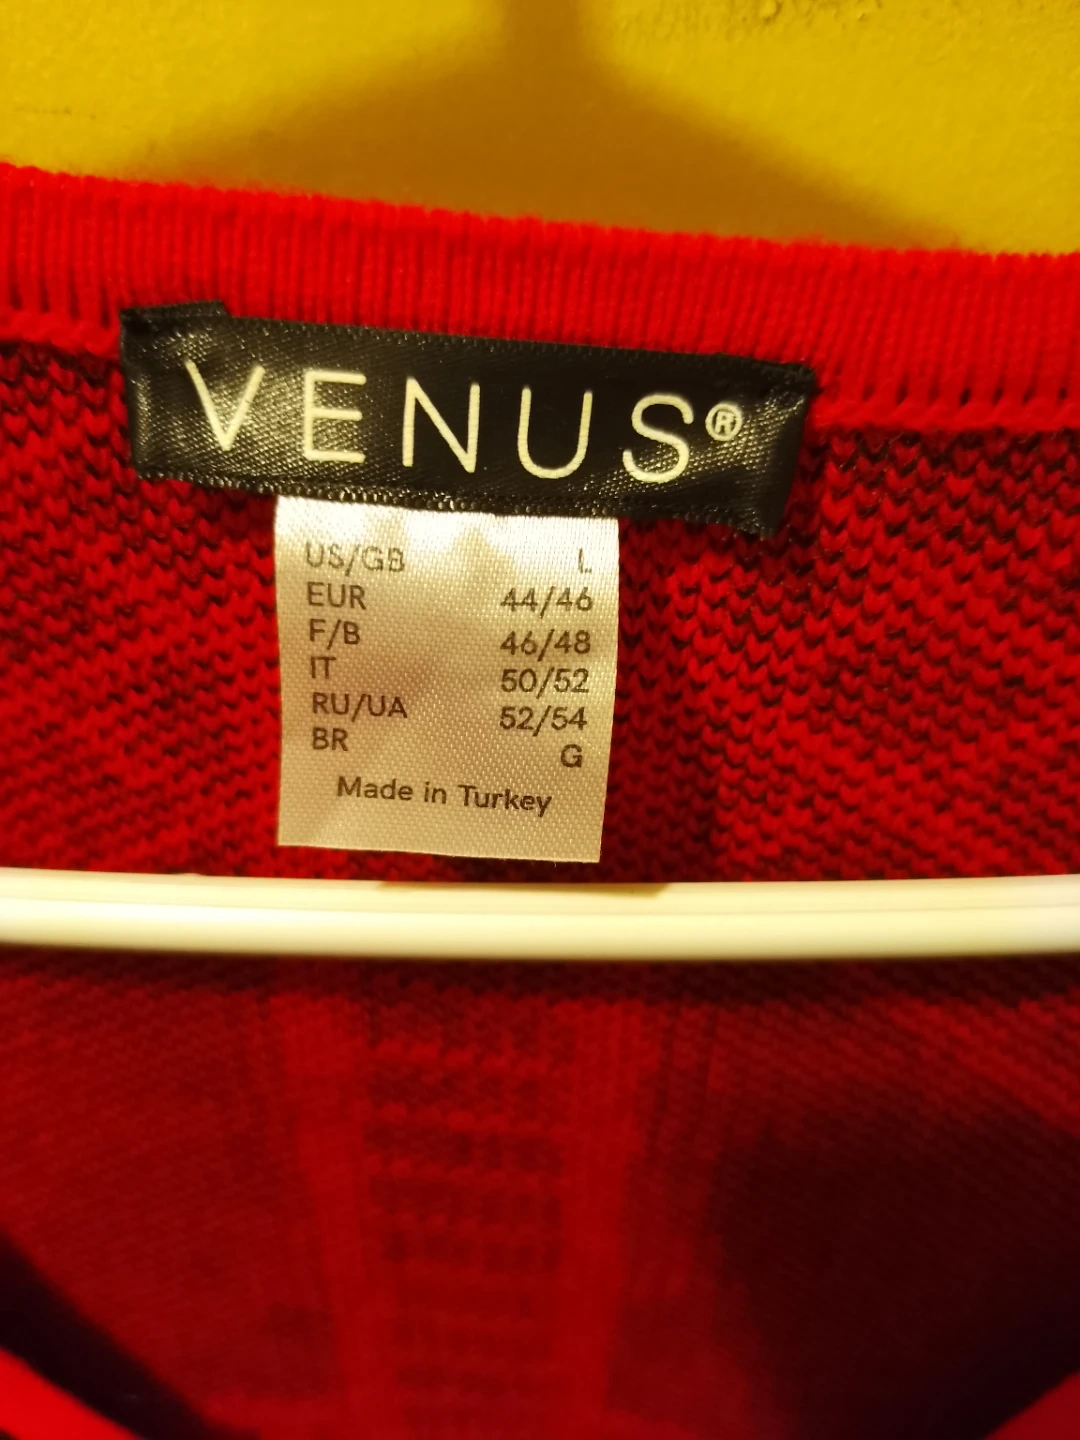 VENUS®
US/GB L
EUR 44/46
F/B 46/48
IT 50/52
RU/UA 52/54
BR G
Made in Turkey